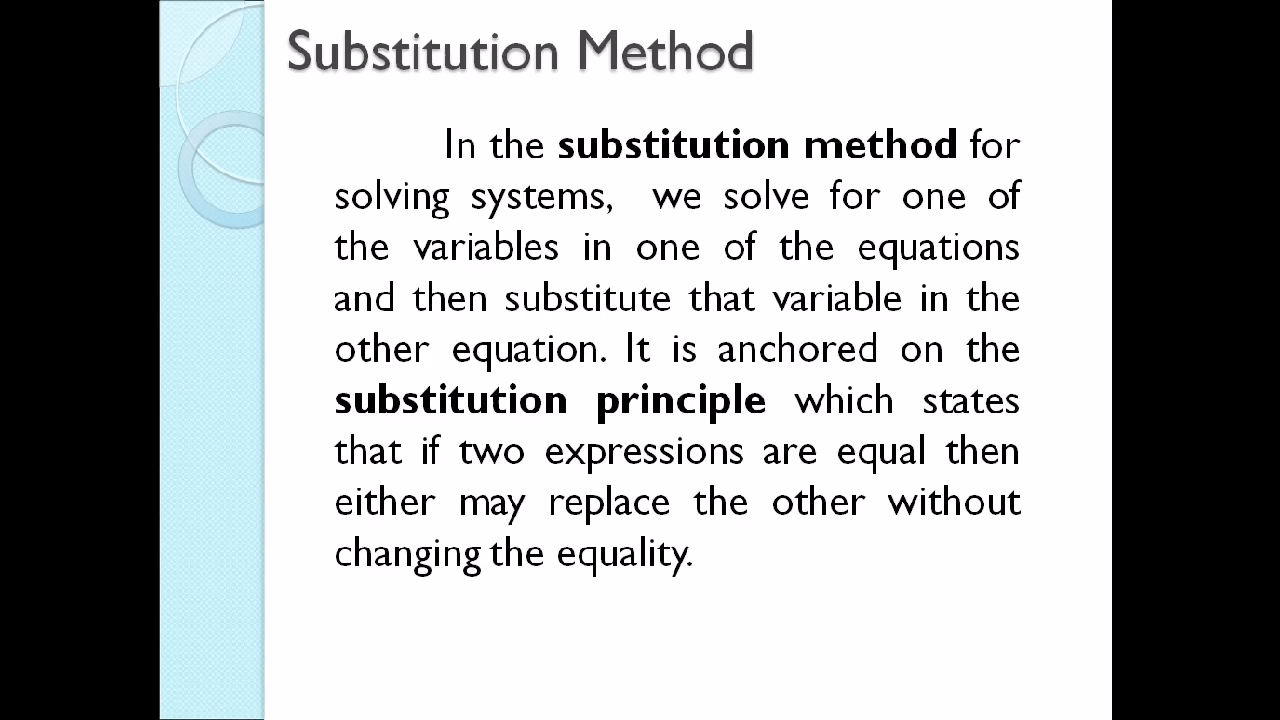 Substitution Method
In the substitution method for
solving systems, we solve for one of
the variables in one of the equations
and then substitute that variable in the
other equation. It is anchored on the
substitution principle which states
that if two expressions are equal then
either may replace the other without
changing the equality.